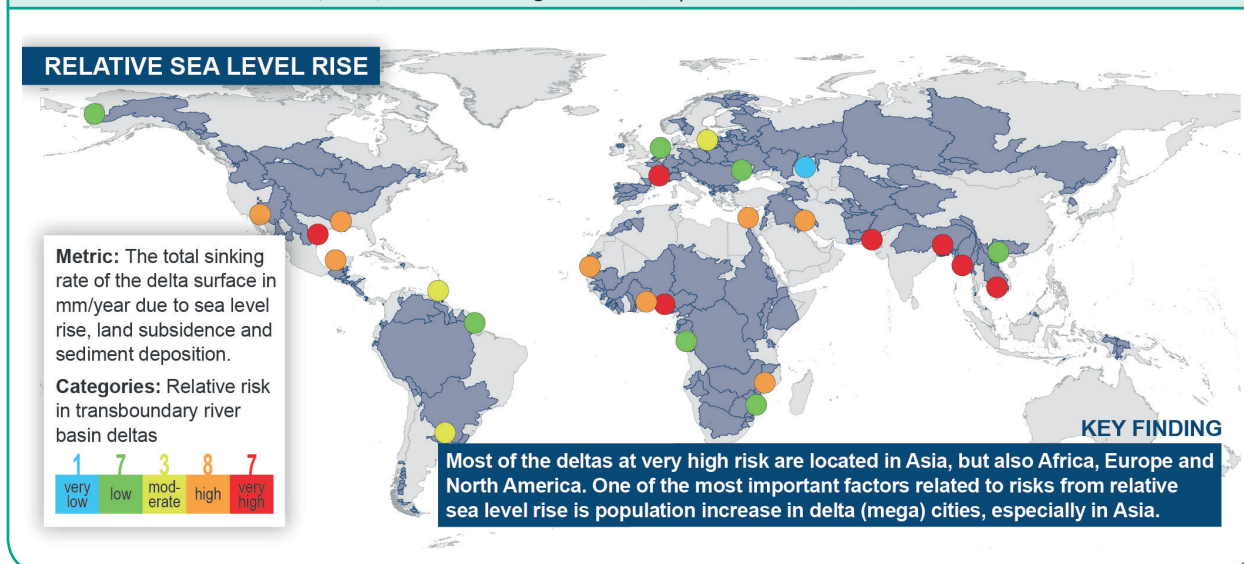 RELATIVE SEA LEVEL RISE
Metric: The total sinking
rate of the delta surface in
mm/year due to sea level
rise, land subsidence and
sediment deposition.
Categories: Relative risk
in transboundary river
basin deltas
1 7 3 8 7
very low low mod-erate high very high
KEY FINDING
Most of the deltas at very high risk are located in Asia, but also Africa, Europe and
North America. One of the most important factors related to risks from relative
sea level rise is population increase in delta (mega) cities, especially in Asia.